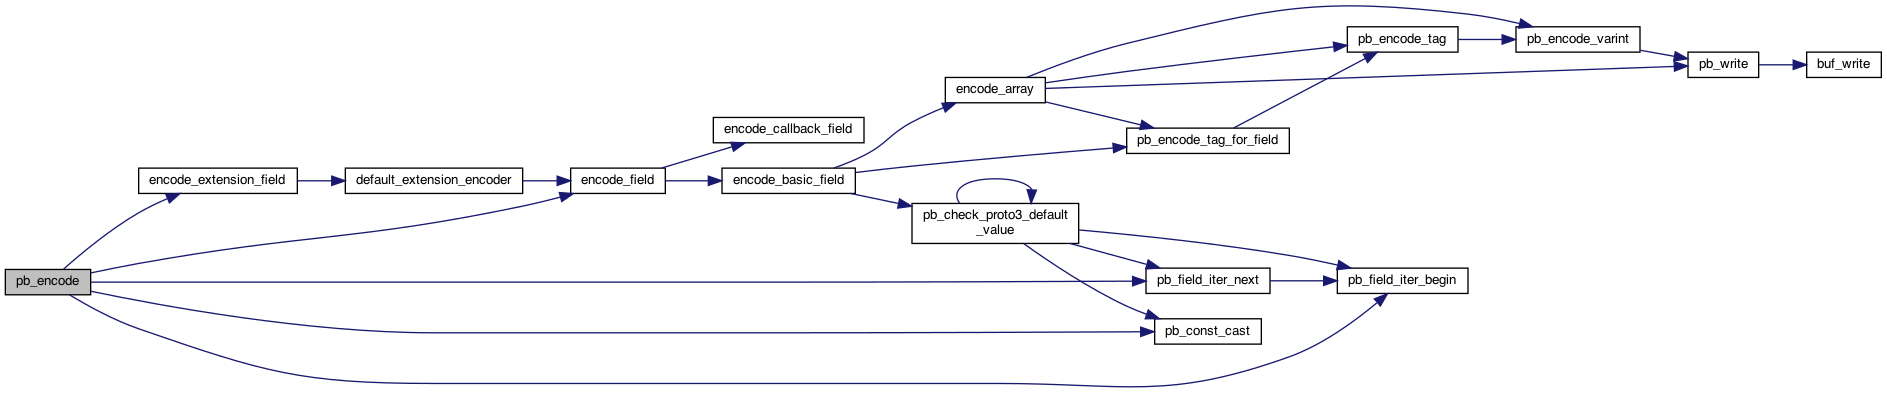 pb_encode
encode_extension_field
default_extension_encoder
encode_field
encode_callback_field
encode_basic_field
encode_array
pb_encode_tag_for_field
pb_check_proto3_default
_value
pb_field_iter_next
pb_const_cast
pb_encode_tag
pb_field_iter_begin
pb_encode_varint
pb_write
buf_write